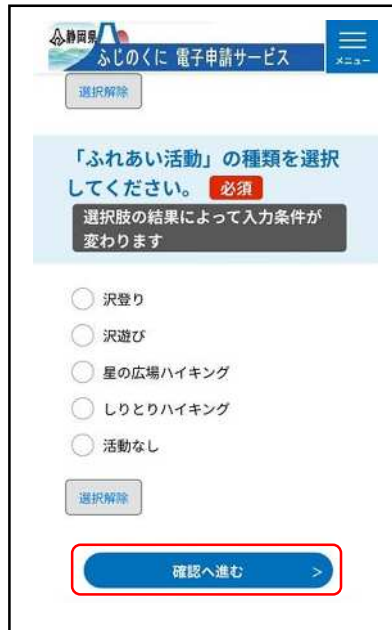 静岡県
ふじのくに 電子申請サービス
メニュー
選択解除
「ふれあい活動」の種類を選択
してください。 必須
選択肢の結果によって入力条件が
変わります
沢登り
沢遊び
星の広場ハイキング
しりとりハイキング
活動なし
選択解除
確認へ進む >